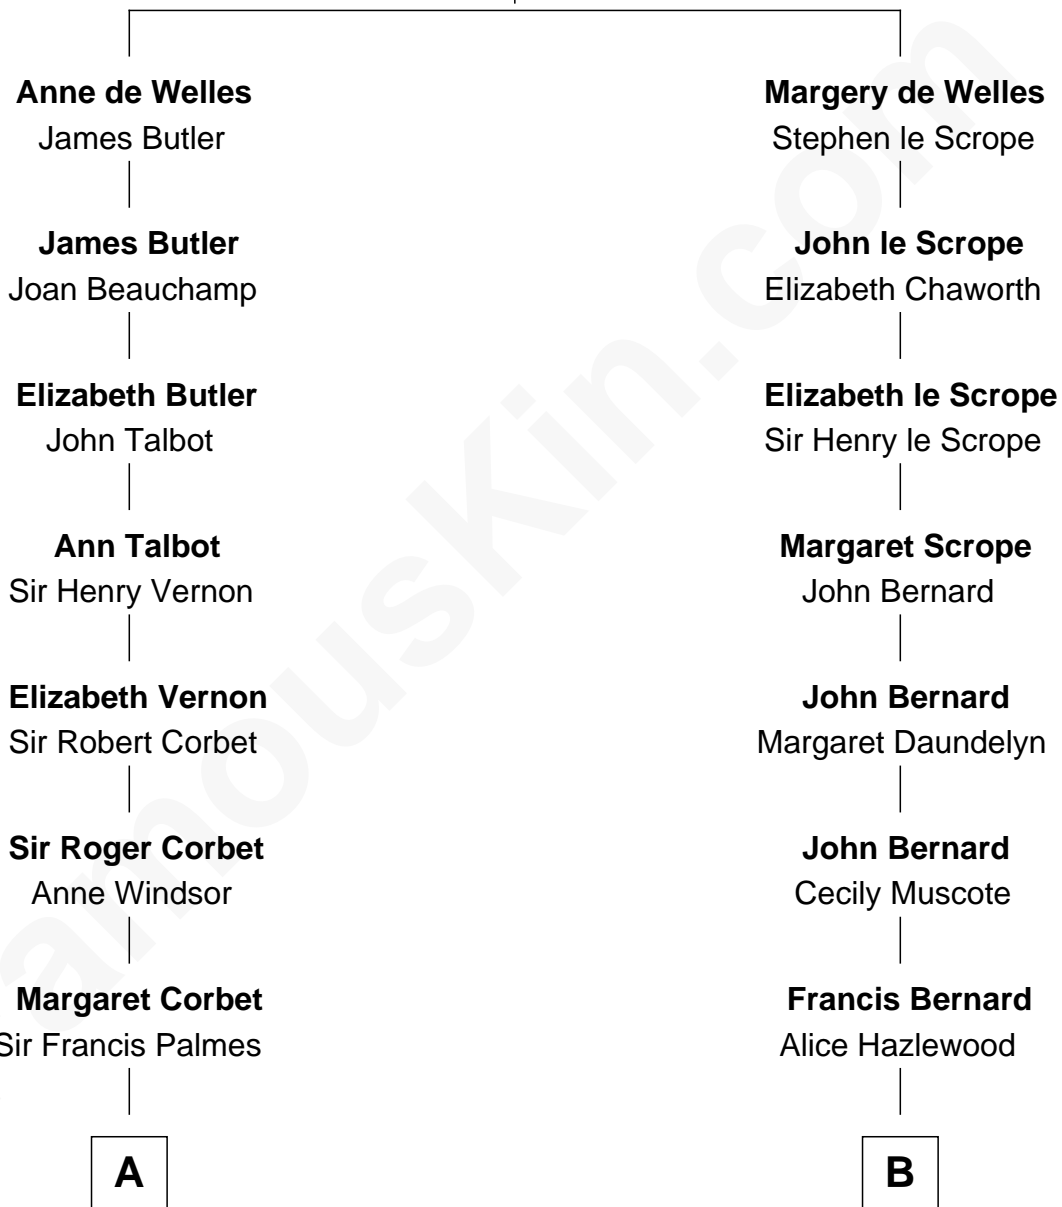 Anne de Welles
James Butler
James Butler
Joan Beauchamp
Elizabeth Butler
John Talbot
Ann Talbot
Sir Henry Vernon
Elizabeth Vernon
Sir Robert Corbet
Sir Roger Corbet
Anne Windsor
Margaret Corbet
Sir Francis Palmes
A
Margery de Welles
Stephen le Scrope
John le Scrope
Elizabeth Chaworth
Elizabeth le Scrope
Sir Henry le Scrope
Margaret Scrope
John Bernard
John Bernard
Margaret Daundelyn
John Bernard
Cecily Muscote
Francis Bernard
Alice Hazlewood
B
amousKin.com